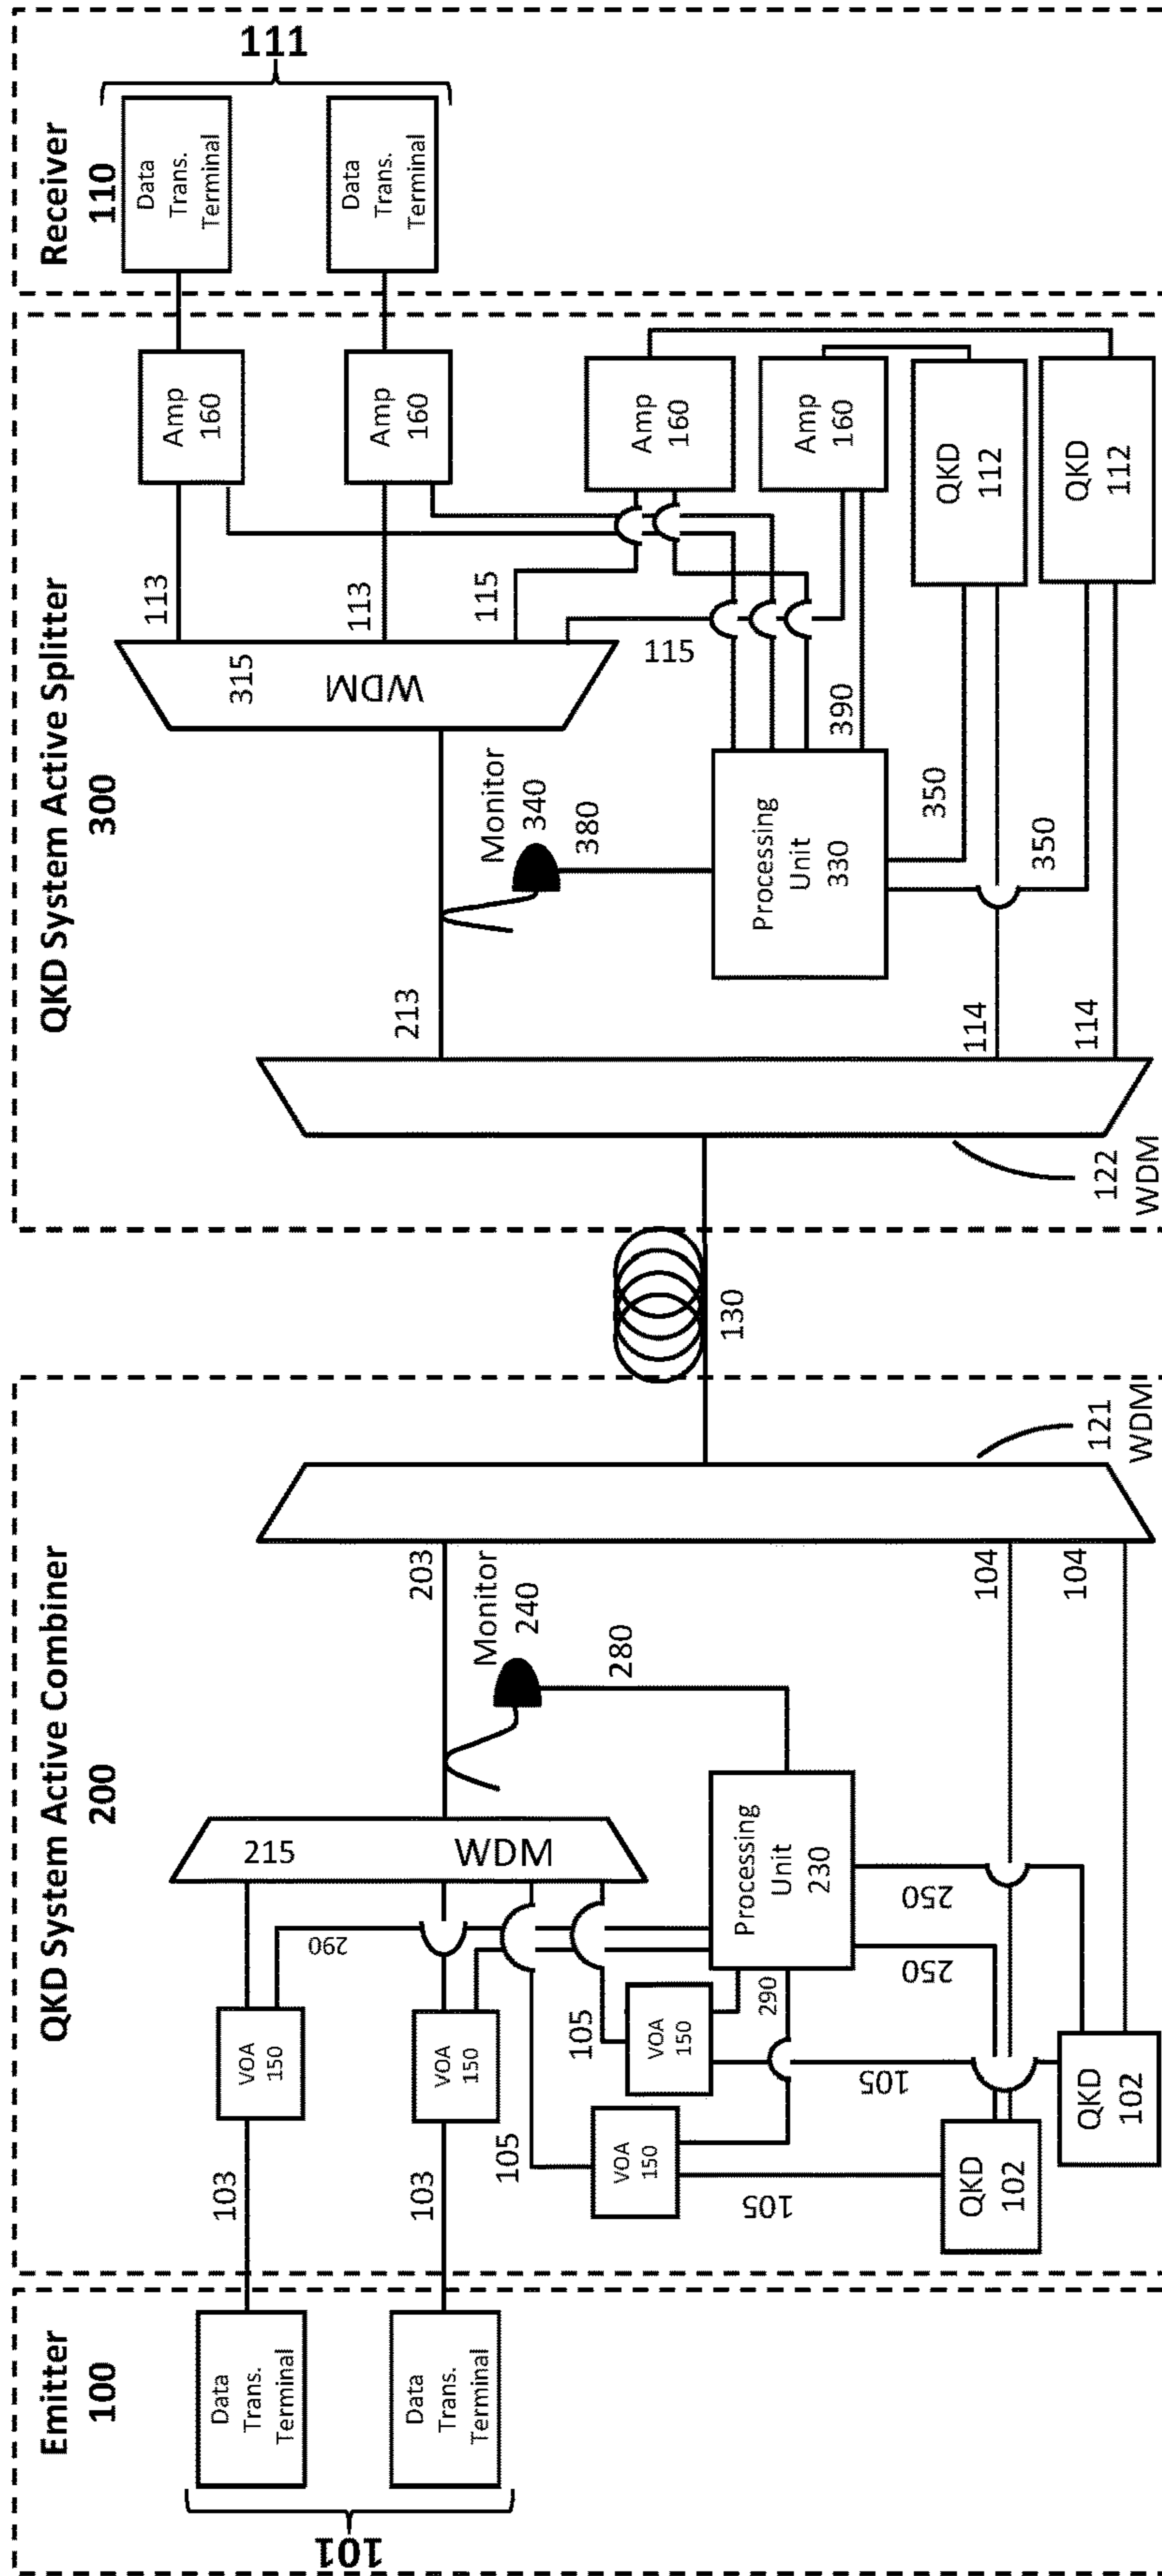 Emitter
100
101
Data
Trans.
Terminal
Data
Trans.
Terminal
QKD System Active Combiner
200
103
103
VOA
150
VOA
150
290
215
WDM
203
Monitor
240
280
105
105
VOA
150
VOA
150
105
105
290
Processing
Unit
230
250
250
QKD
102
QKD
102
104
104
121
WDM
130
QKD System Active Splitter
300
122
WDM
213
114
114
Monitor
340
380
315
WDM
113
113
115
115
Processing
Unit
330
390
350
350
Amp
160
Amp
160
Amp
160
Amp
160
QKD
112
QKD
112
Receiver
110
Data
Trans.
Terminal
Data
Trans.
Terminal
111